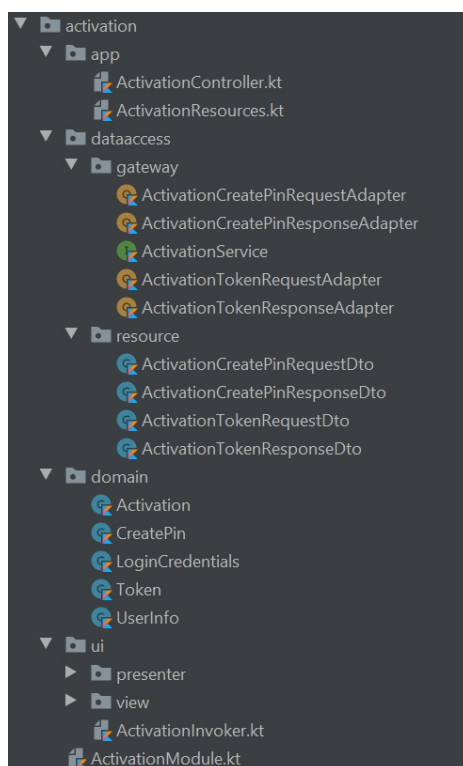 activation
app
ActivationController.kt
ActivationResources.kt
dataaccess
gateway
ActivationCreatePinRequestAdapter
ActivationCreatePinResponseAdapter
ActivationService
ActivationTokenRequestAdapter
ActivationTokenResponseAdapter
resource
ActivationCreatePinRequestDto
ActivationCreatePinResponseDto
ActivationTokenRequestDto
ActivationTokenResponseDto
domain
Activation
CreatePin
LoginCredentials
Token
UserInfo
ui
presenter
view
ActivationInvoker.kt
ActivationModule.kt